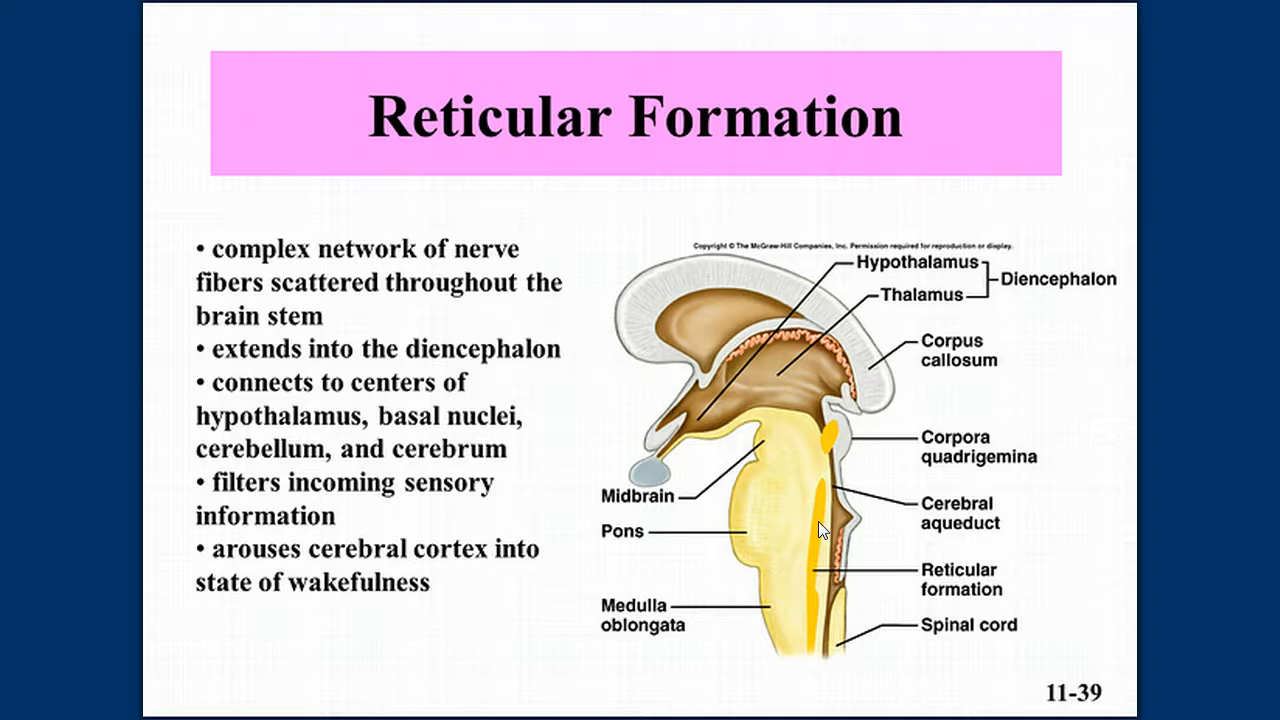 Reticular Formation
• complex network of nerve
fibers scattered throughout the
brain stem
• extends into the diencephalon
• connects to centers of
hypothalamus, basal nuclei,
cerebellum, and cerebrum
• filters incoming sensory
information
• arouses cerebral cortex into
state of wakefulness
Copyright © The McGraw-Hill Companies, Inc. Permission required for reproduction or display.
Hypothalamus
Diencephalon
Thalamus
Corpus
callosum
Corpora
quadrigemina
Midbrain
Cerebral
aqueduct
Pons
Reticular
formation
Medulla
oblongata
Spinal cord
11-39